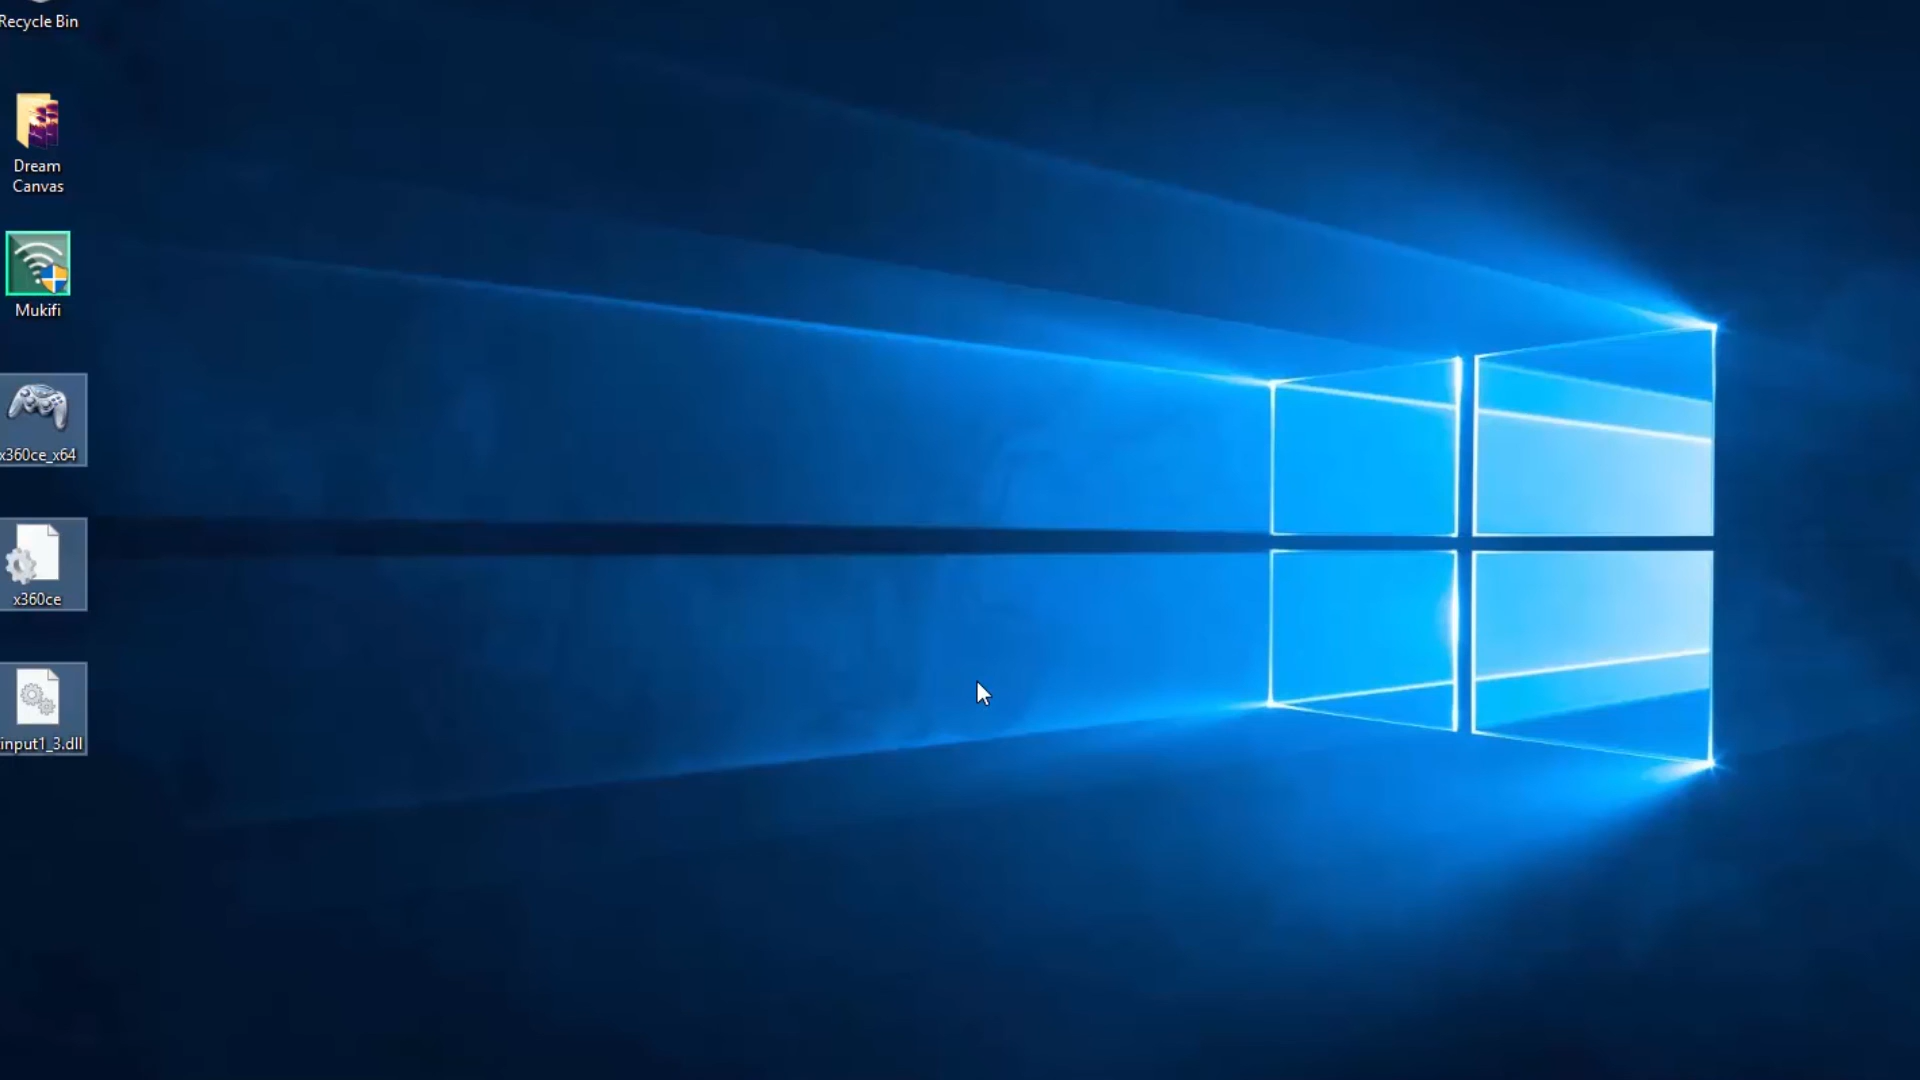 Recycle Bin
Dream
Canvas
Mukifi
x360ce_x64
x360ce
input1_3.dll